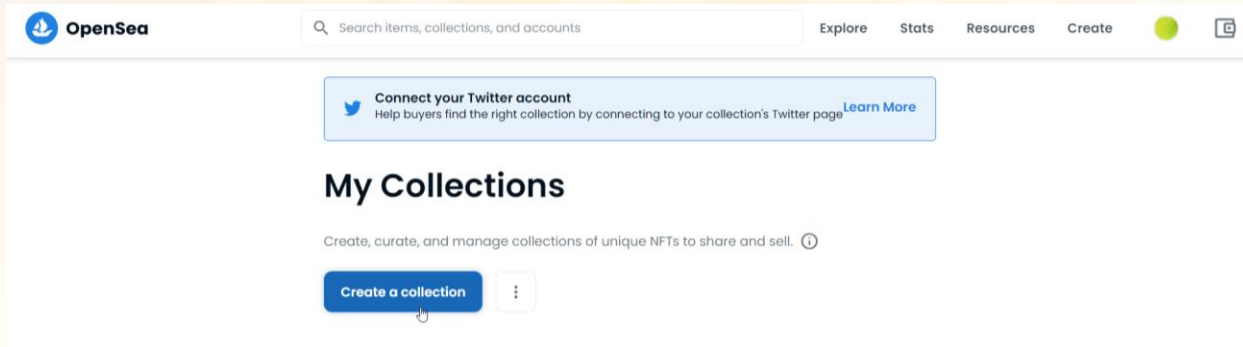 OpenSea
Search items, collections, and accounts
Explore
Stats
Resources
Create
Connect your Twitter account
Help buyers find the right collection by connecting to your collection's Twitter page
Learn More
My Collections
Create, curate, and manage collections of unique NFTs to share and sell.
Create a collection